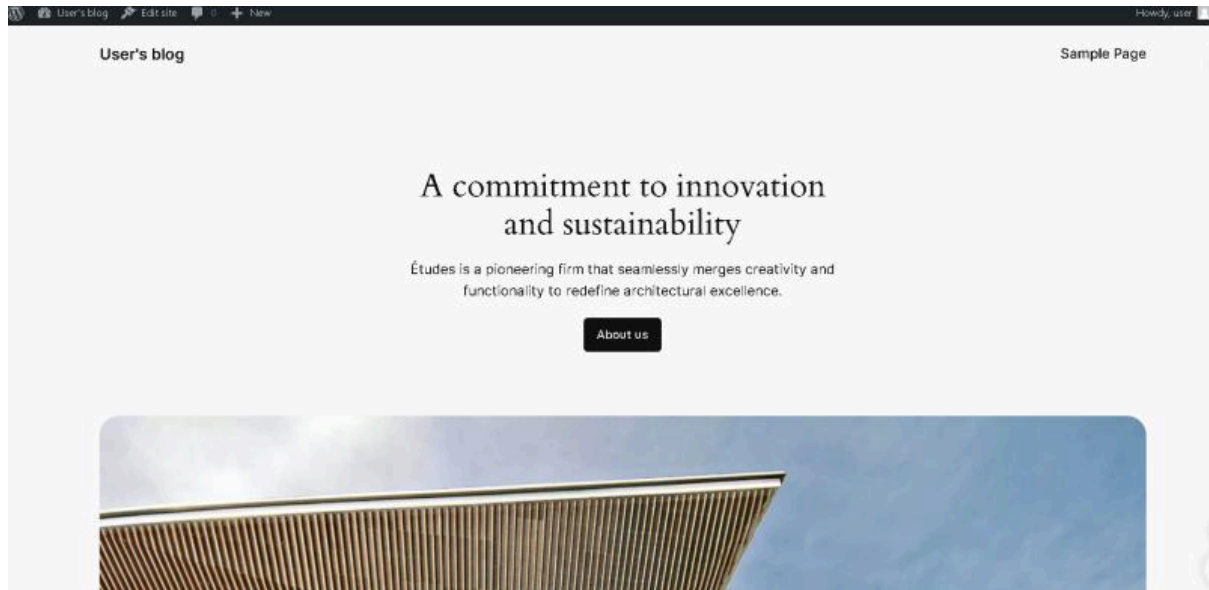 User's blog Edit site 0 New Howdy, user
User's blog Sample Page
A commitment to innovation
and sustainability
Études is a pioneering firm that seamlessly merges creativity and
functionality to redefine architectural excellence.
About us